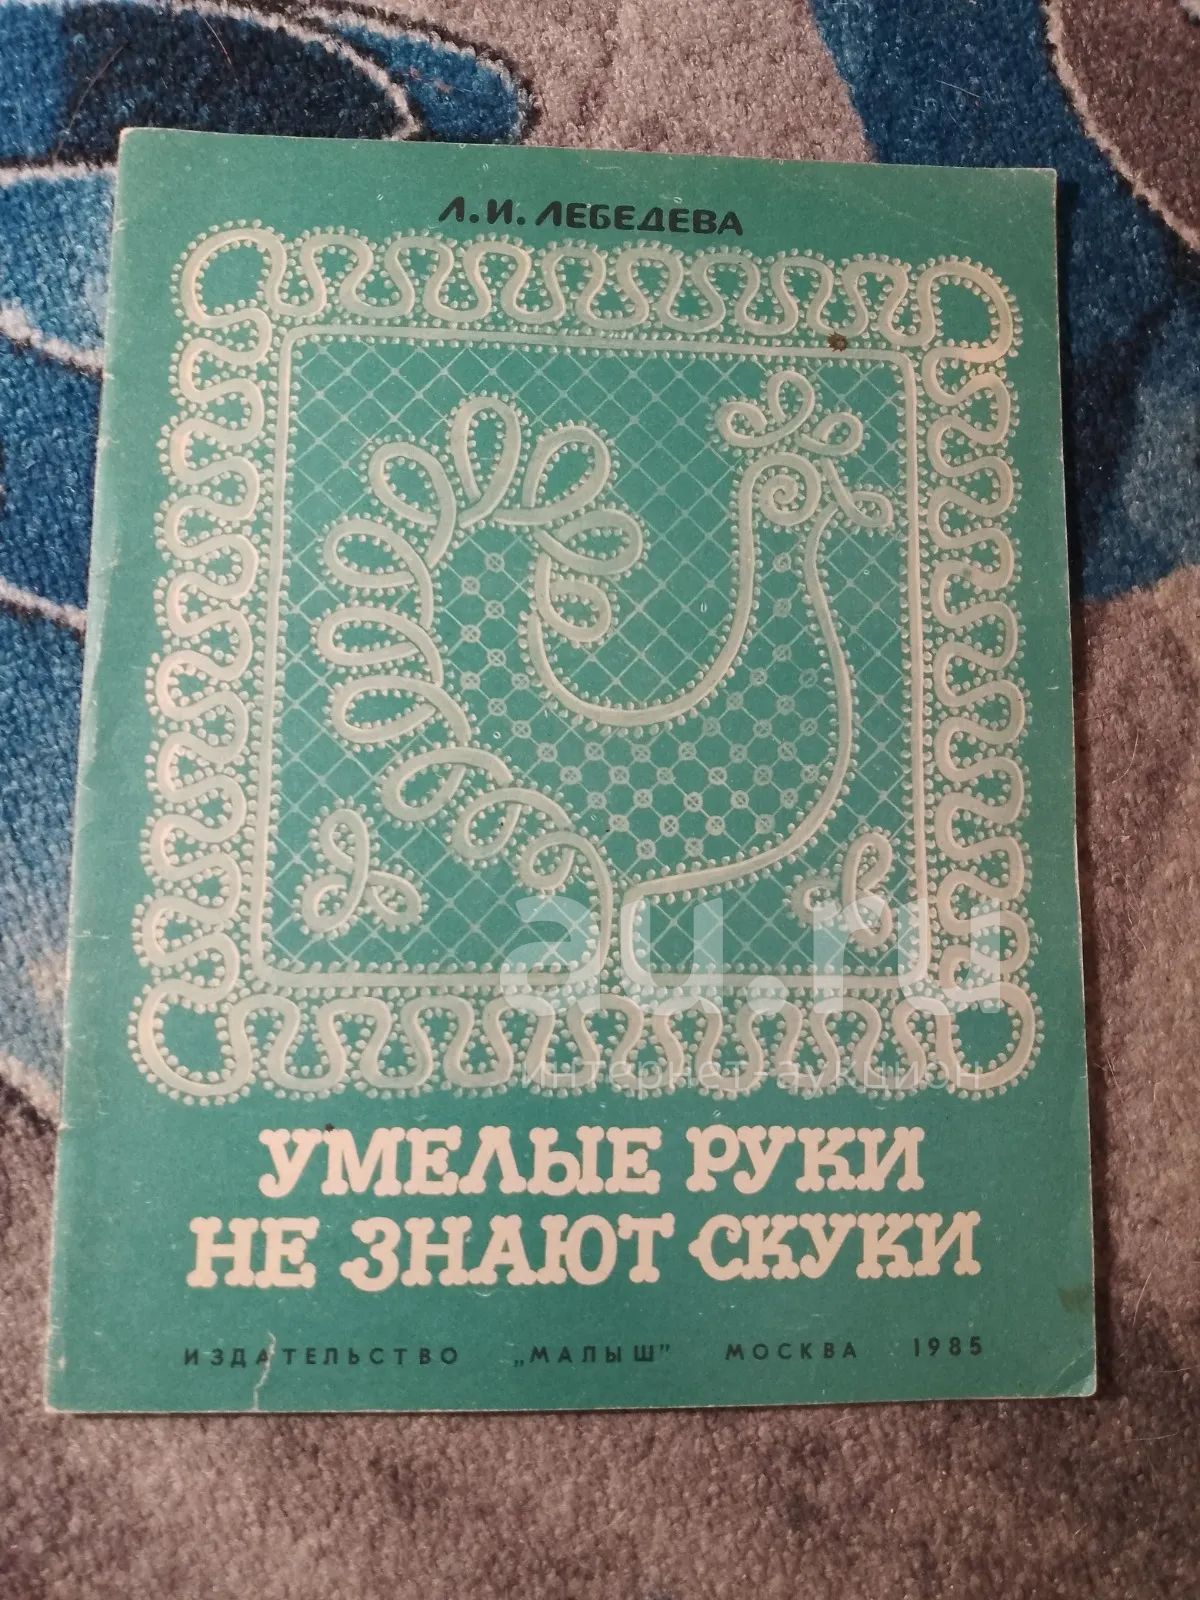 Л.И. ЛЕБЕДЕВА
au.ru
интернет-аукцион
УМЕЛЫЕ РУКИ
НЕ ЗНАЮТ СКУКИ
ИЗДАТЕЛЬСТВО „МАЛЫШ" МОСКВА 1985